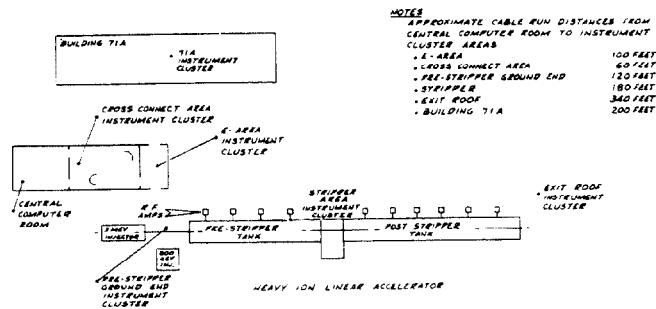 NOTES
APPROXIMATE CABLE RUN DISTANCES FROM
CENTRAL COMPUTER ROOM TO INSTRUMENT
CLUSTER AREAS
• E-AREA 100 FEET
• CROSS CONNECT AREA 60 FEET
• PRE-STRIPPER GROUND END 120 FEET
• STRIPPER 180 FEET
• EXIT ROOF 340 FEET
• BUILDING 71A 200 FEET
BUILDING 71A
71A
INSTRUMENT
CLUSTER
CROSS CONNECT AREA
INSTRUMENT CLUSTER
E-AREA
INSTRUMENT
CLUSTER
CENTRAL
COMPUTER
ROOM
R.F.
AMPS
STRIPPER
AREA
INSTRUMENT
CLUSTER
EXIT ROOF
INSTRUMENT
CLUSTER
INJECTOR
PRE-STRIPPER
TANK
POST STRIPPER
TANK
PRE-STRIPPER
GROUND END
INSTRUMENT
CLUSTER
HEAVY ION LINEAR ACCELERATOR